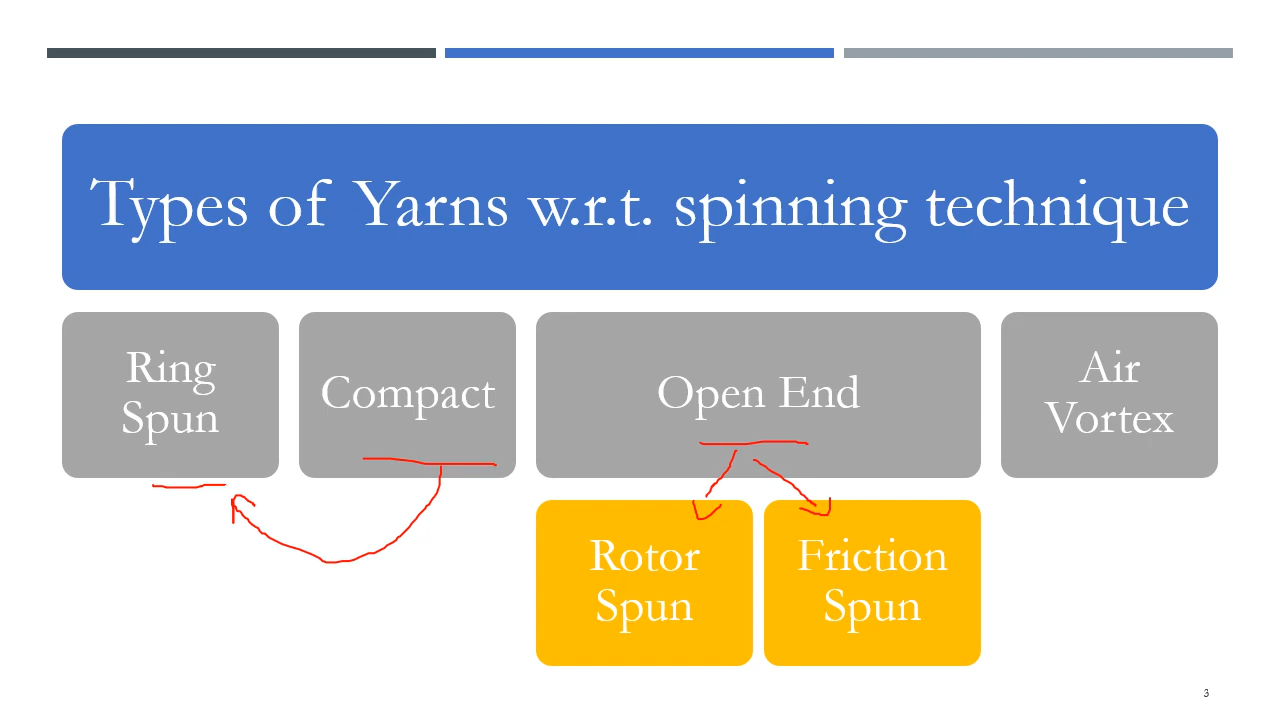 Types of Yarns w.r.t. spinning technique
Ring
Spun
Compact
Open End
Air
Vortex
Rotor
Spun
Friction
Spun
3